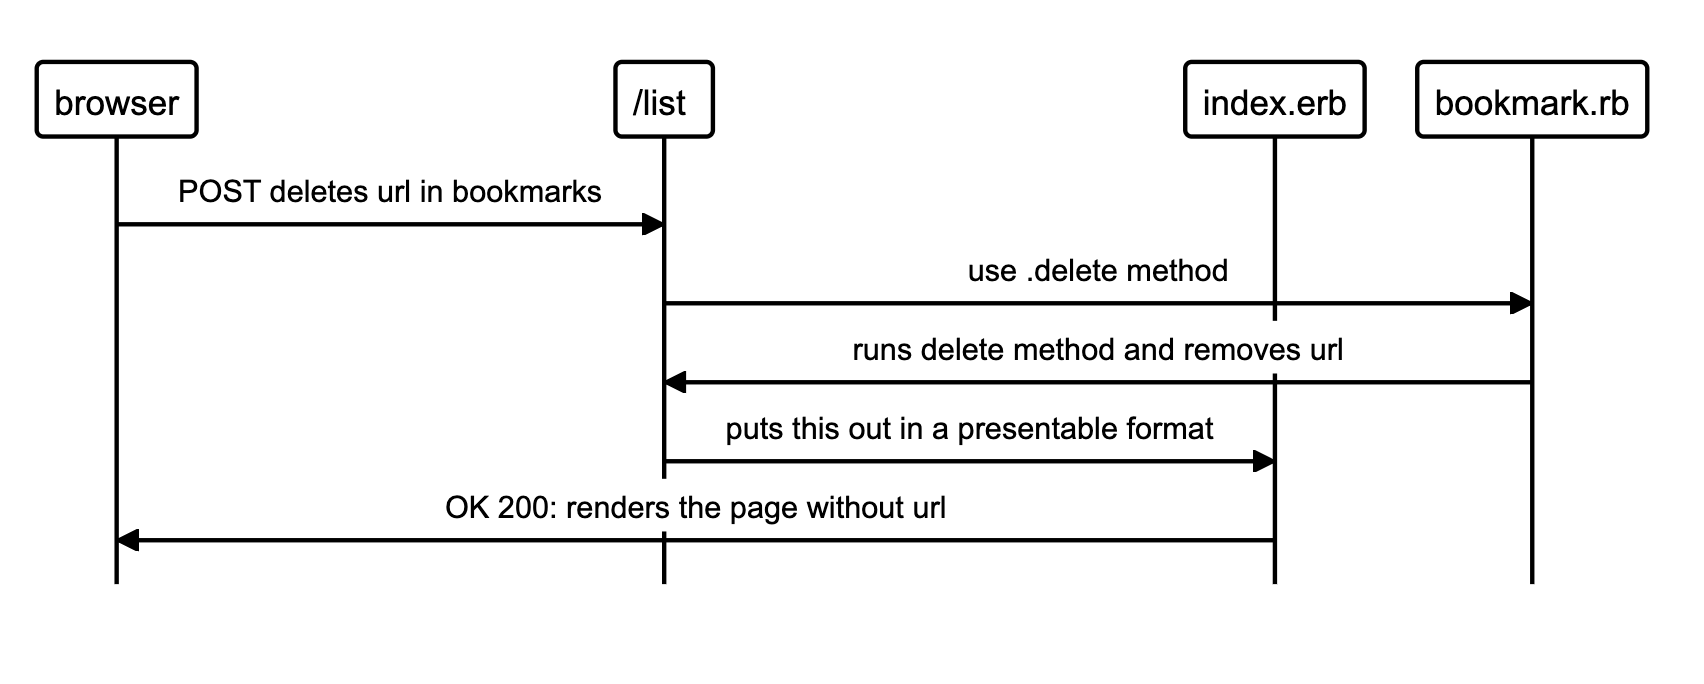 browser
/list
index.erb
bookmark.rb
POST deletes url in bookmarks
use .delete method
runs delete method and removes url
puts this out in a presentable format
OK 200: renders the page without url